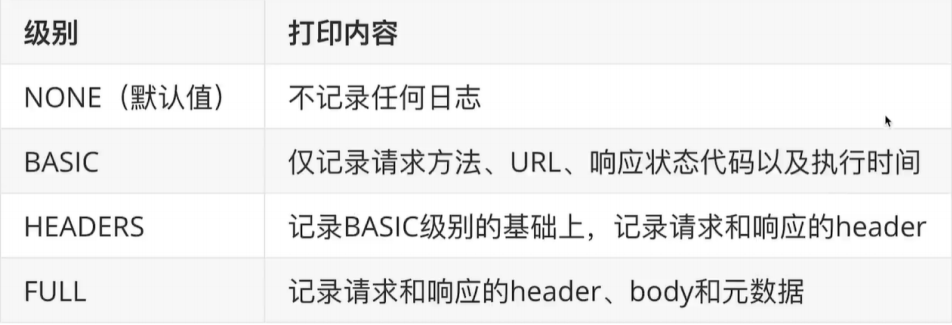 级别 打印内容
NONE（默认值） 不记录任何日志
BASIC 仅记录请求方法、URL、响应状态代码以及执行时间
HEADERS 记录BASIC级别的基础上，记录请求和响应的header
FULL 记录请求和响应的header、body和元数据